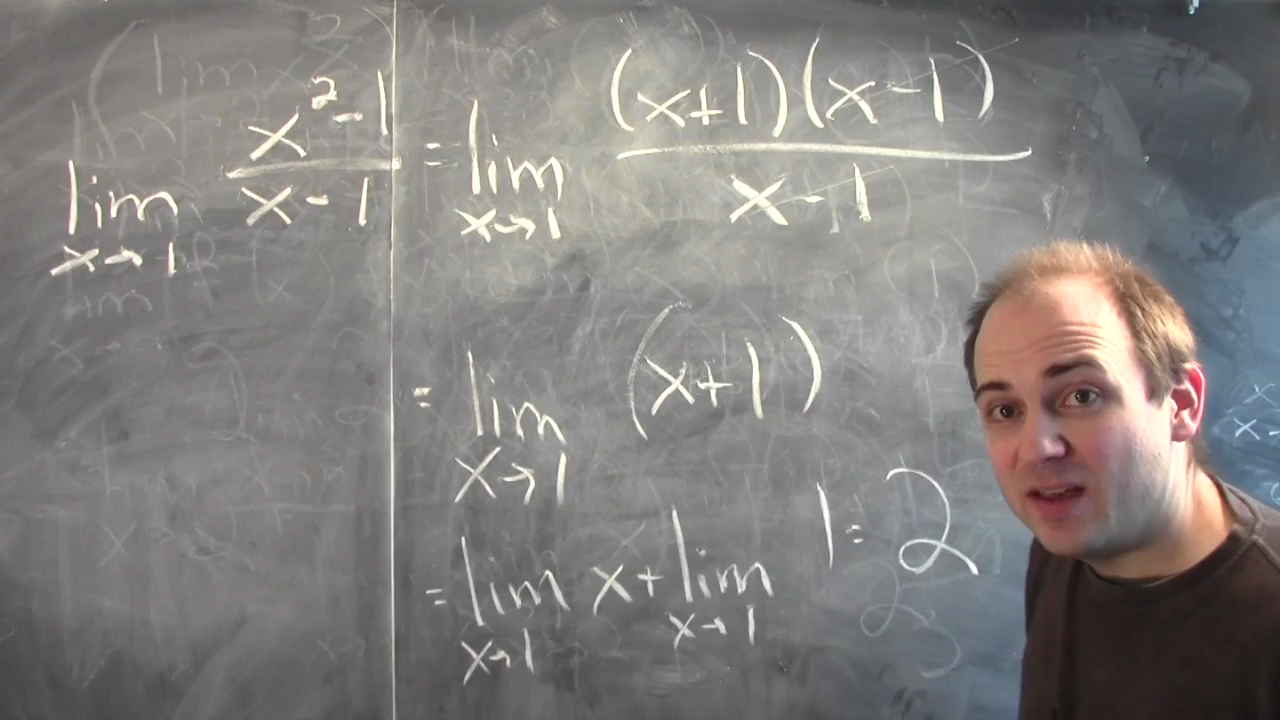 lim x→1 x²-1 / x-1 = lim x→1 (x+1)(x-1) / x-1
= lim x→1 (x+1)
= lim x→1 x + lim x→1 1 = 2